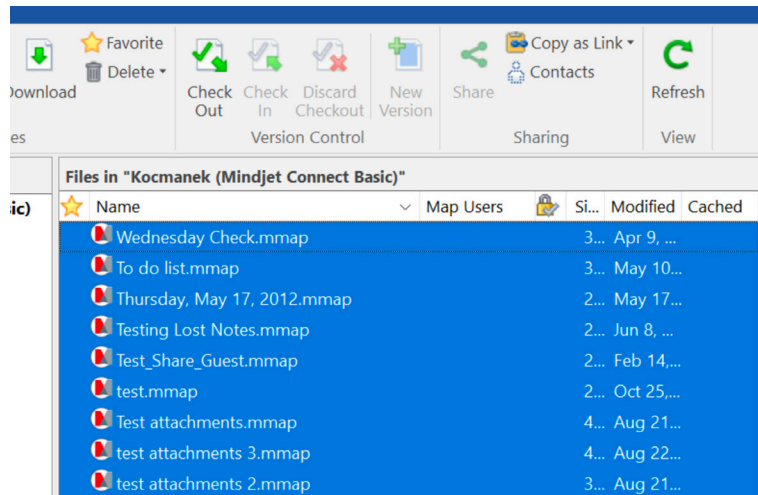 Favorite
Delete
Download
Check Out
Check In
Discard Checkout
New Version
Share
Copy as Link
Contacts
Refresh
es
Version Control
Sharing
View
ic)
Files in "Kocmanek (Mindjet Connect Basic)"
Name Map Users Si... Modified Cached
Wednesday Check.mmap 3... Apr 9, ...
To do list.mmap 3... May 10...
Thursday, May 17, 2012.mmap 2... May 17...
Testing Lost Notes.mmap 2... Jun 8, ...
Test_Share_Guest.mmap 2... Feb 14,...
test.mmap 2... Oct 25,...
Test attachments.mmap 4... Aug 21...
test attachments 3.mmap 4... Aug 22...
test attachments 2.mmap 3... Aug 21...